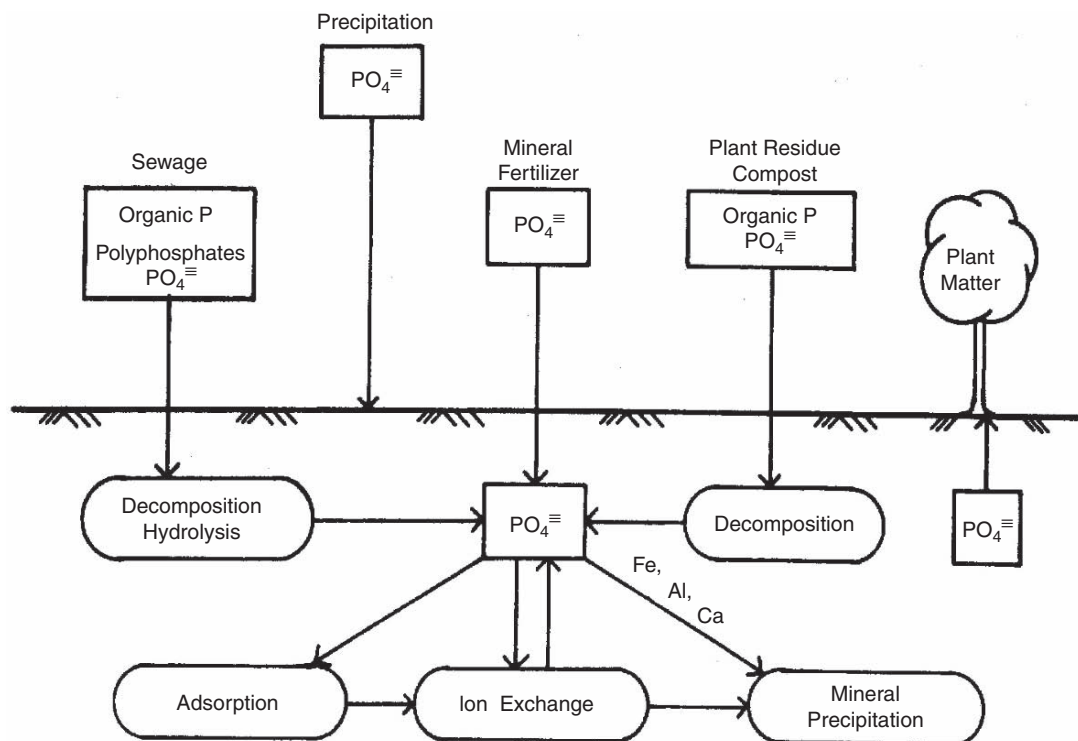 Precipitation
PO₄≡
Sewage
Organic P
Polyphosphates
PO₄≡
Mineral
Fertilizer
PO₄≡
Plant Residue
Compost
Organic P
PO₄≡
Plant
Matter
Decomposition
Hydrolysis
PO₄≡
Decomposition
PO₄≡
Fe,
Al,
Ca
Adsorption
Ion Exchange
Mineral
Precipitation